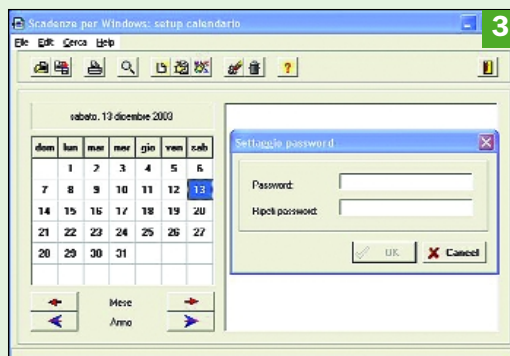 Scadenze per Windows: setup calendario
3
File Edit Cerca Help
sabato, 13 dicembre 2003
dom lun mar mer gio ven sab
1 2 3 4 5 6
7 8 9 10 11 12 13
14 15 16 17 18 19 20
21 22 23 24 25 26 27
28 29 30 31
Mese
Anno
Settaggio password
Password:
Ripeti password:
OK Cancel